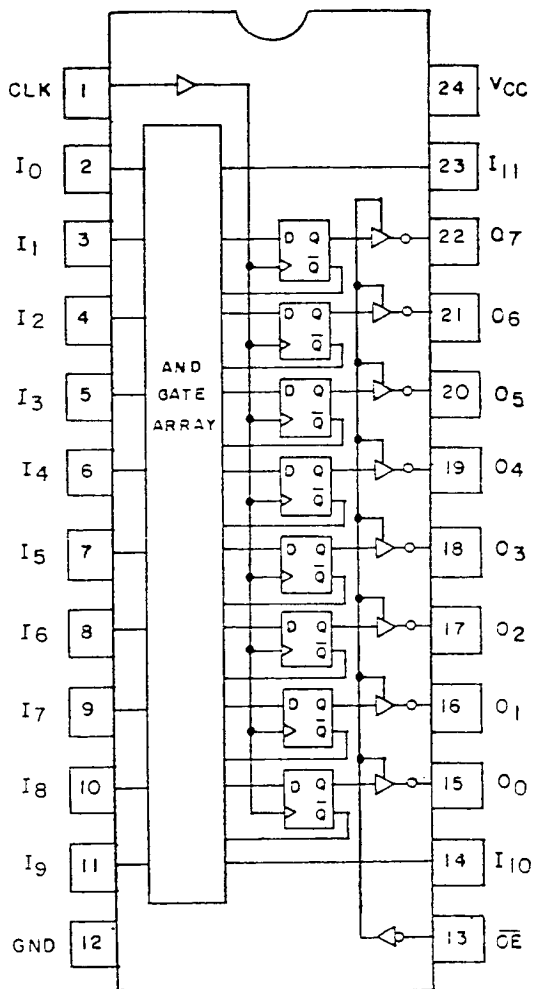 CLK 1 24 VCC
I0 2 23 I11
I1 3 D Q Q̅ 22 O7
I2 4 D Q Q̅ 21 O6
AND
GATE
ARRAY
I3 5 D Q Q̅ 20 O5
I4 6 D Q Q̅ 19 O4
I5 7 D Q Q̅ 18 O3
I6 8 D Q Q̅ 17 O2
I7 9 D Q Q̅ 16 O1
I8 10 D Q Q̅ 15 O0
I9 11 14 I10
GND 12 13 O̅E̅